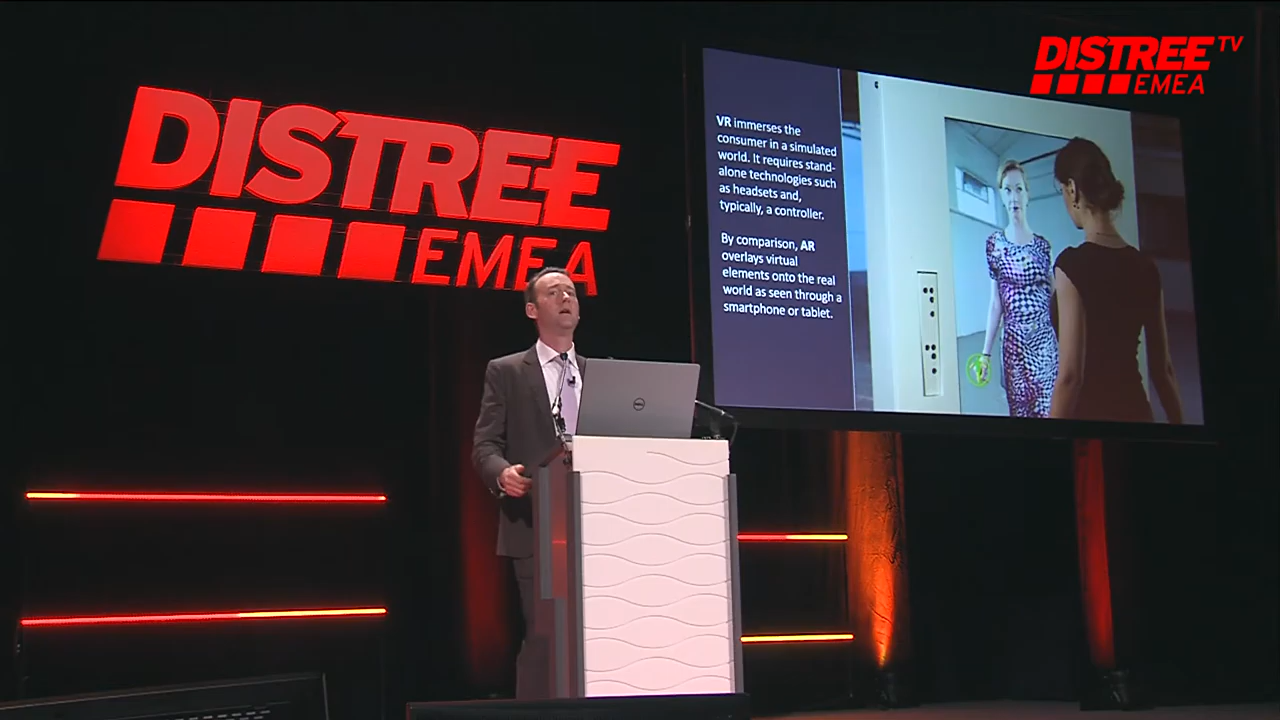 DISTREE TV
EMEA
DISTREE
EMEA
VR immerses the
consumer in a simulated
world. It requires stand-
alone technologies such
as headsets and,
typically, a controller.
By comparison, AR
overlays virtual
elements onto the real
world as seen through a
smartphone or tablet.
DELL